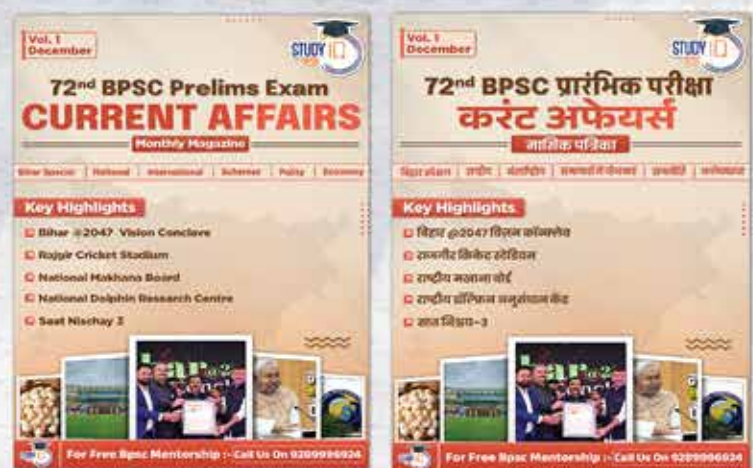 Vol. 1
December
STUDY IQ
72nd BPSC Prelims Exam
CURRENT AFFAIRS
Monthly Magazine
Bihar Special | National | International | Schemes | Polity | Economy
Key Highlights
Bihar @2047 Vision Conclave
Rajgir Cricket Stadium
National Makhana Board
National Dolphin Research Centre
Saat Nischay 3
For Free Bpsc Mentorship :- Call Us On 9289996924
Vol. 1
December
STUDY IQ
72nd BPSC प्रारंभिक परीक्षा
करंट अफेयर्स
मासिक पत्रिका
राष्ट्रीय | अंतर्राष्ट्रीय
Key Highlights
बिहार @2047 विज़न कॉन्क्लेव
राजगीर क्रिकेट स्टेडियम
राष्ट्रीय मखाना बोर्ड
राष्ट्रीय डॉल्फिन अनुसंधान केंद्र
सात निश्चय-3
For Free Bpsc Mentorship :- Call Us On 9289996924